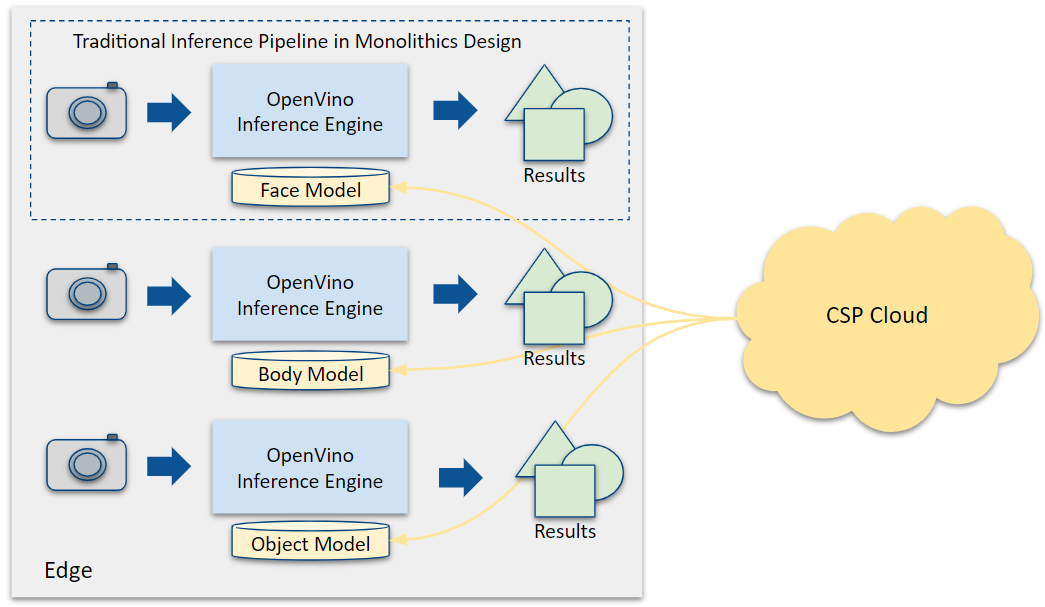 Traditional Inference Pipeline in Monolithics Design
OpenVino
Inference Engine
Face Model
Results
OpenVino
Inference Engine
Body Model
Results
OpenVino
Inference Engine
Object Model
Results
Edge
CSP Cloud